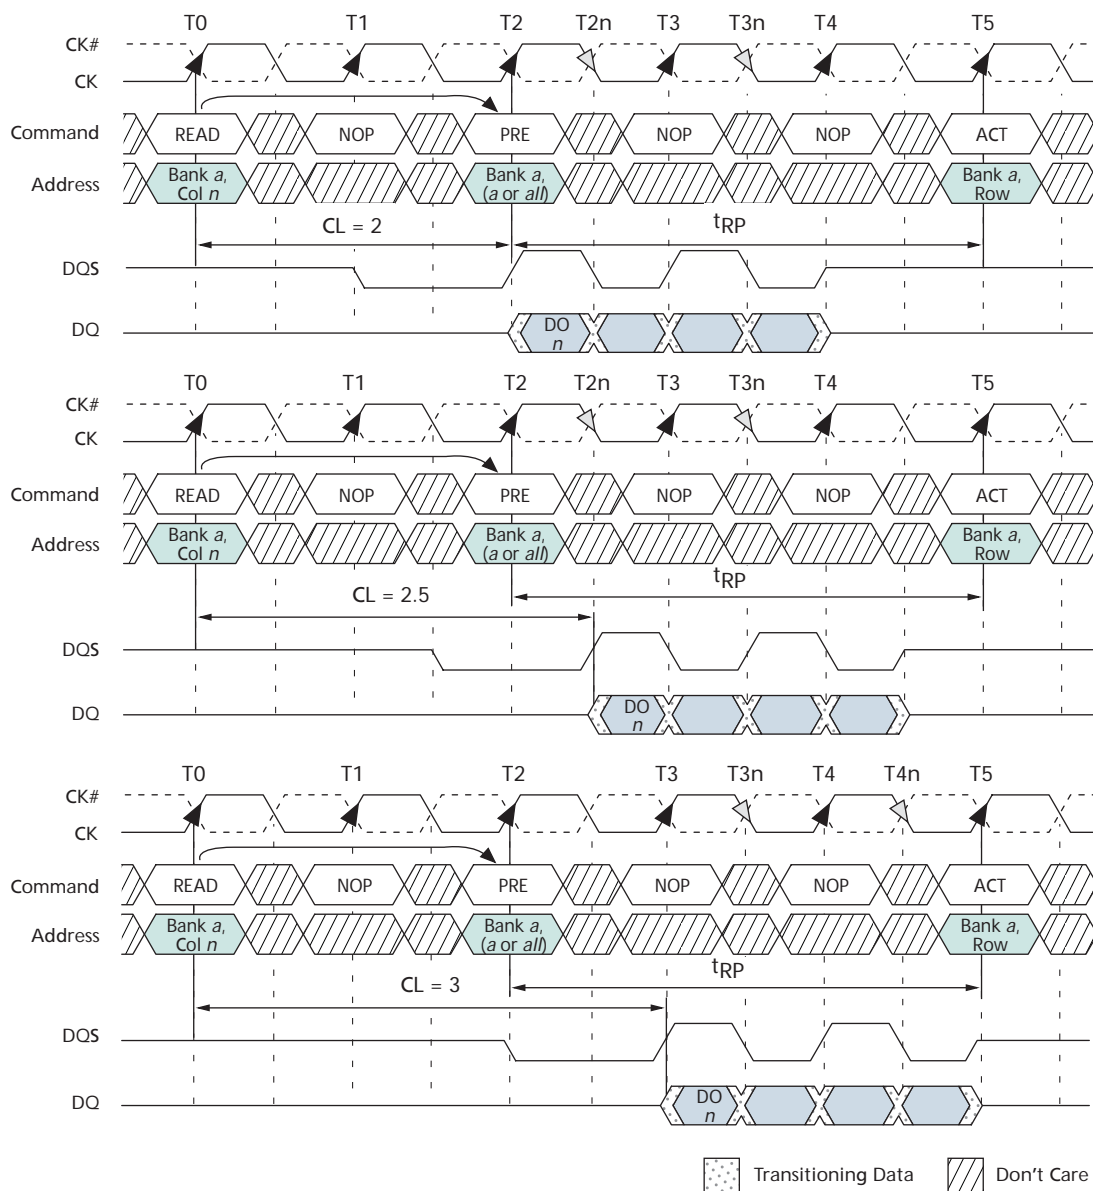 T0 T1 T2 T2n T3 T3n T4 T5
CK#
CK
Command READ NOP PRE NOP NOP ACT
Address Bank a, Col n Bank a, (a or all) Bank a, Row
CL = 2 tRP
DQS
DQ DO n
T0 T1 T2 T2n T3 T3n T4 T5
CK#
CK
Command READ NOP PRE NOP NOP ACT
Address Bank a, Col n Bank a, (a or all) Bank a, Row
CL = 2.5 tRP
DQS
DQ DO n
T0 T1 T2 T3 T3n T4 T4n T5
CK#
CK
Command READ NOP PRE NOP NOP ACT
Address Bank a, Col n Bank a, (a or all) Bank a, Row
CL = 3 tRP
DQS
DQ DO n
Transitioning Data Don't Care